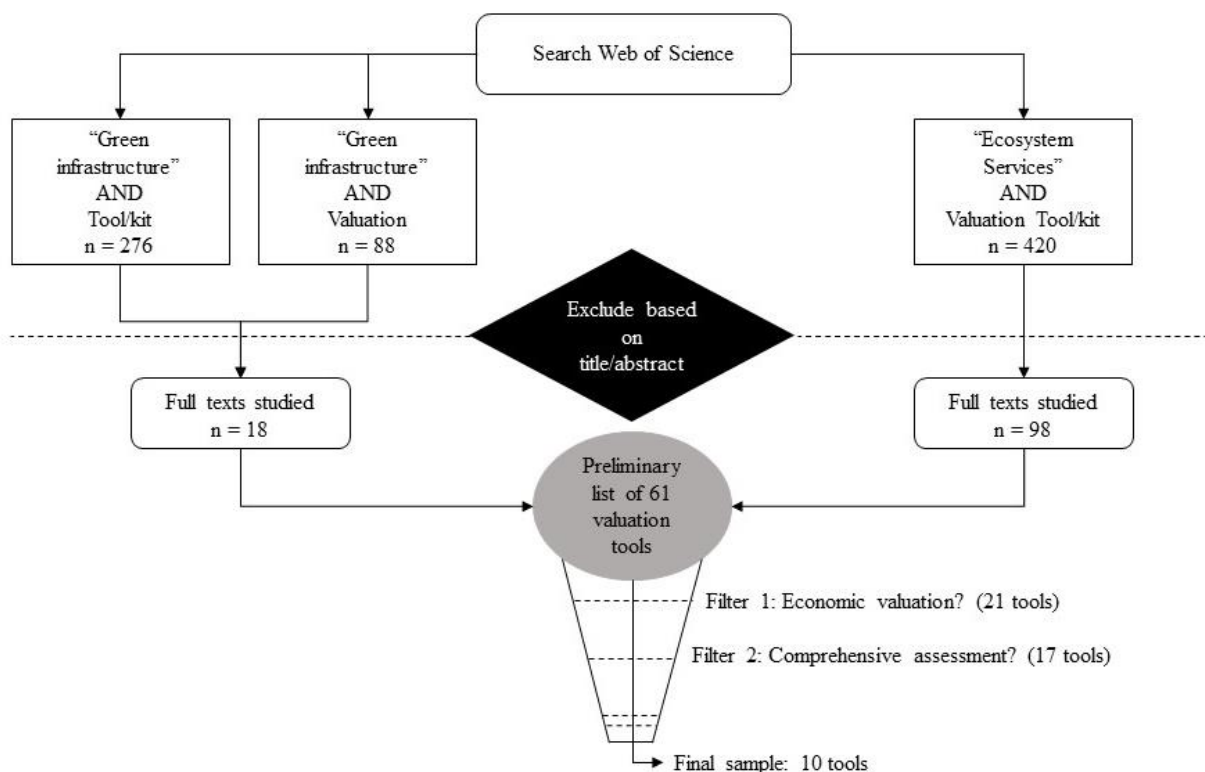 Search Web of Science
“Green
infrastructure”
AND
Tool/kit
n = 276
“Green
infrastructure”
AND
Valuation
n = 88
“Ecosystem
Services”
AND
Valuation Tool/kit
n = 420
Exclude based
on
title/abstract
Full texts studied
n = 18
Full texts studied
n = 98
Preliminary
list of 61
valuation
tools
Filter 1: Economic valuation? (21 tools)
Filter 2: Comprehensive assessment? (17 tools)
Final sample: 10 tools